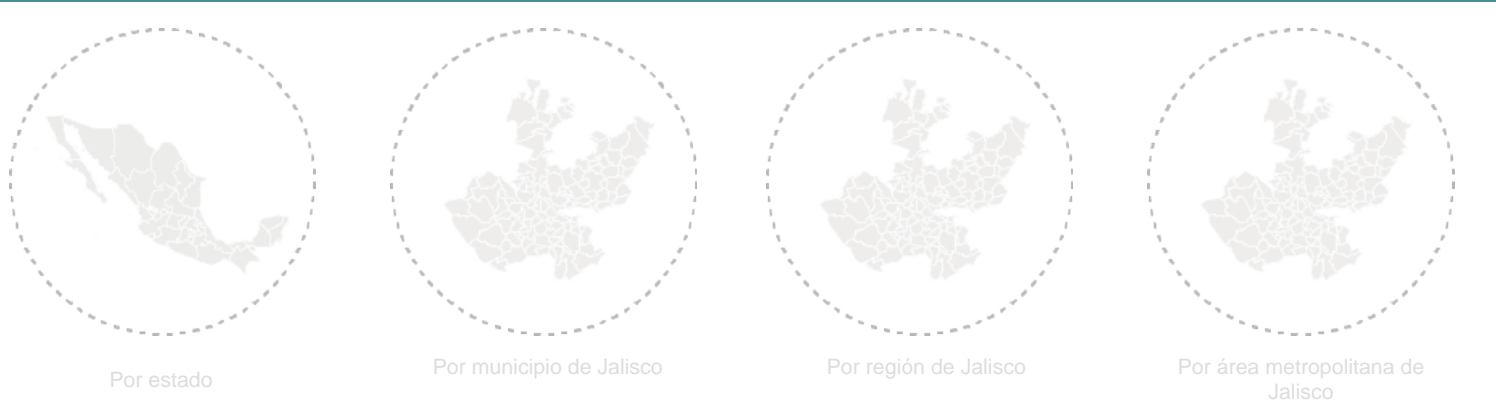 Por estado
Por municipio de Jalisco
Por región de Jalisco
Por área metropolitana de
Jalisco